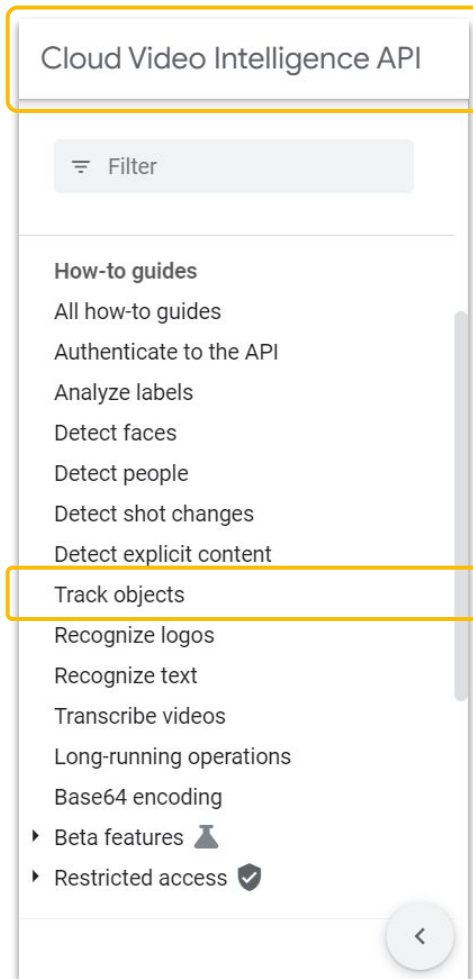 Cloud Video Intelligence API
Filter
How-to guides
All how-to guides
Authenticate to the API
Analyze labels
Detect faces
Detect people
Detect shot changes
Detect explicit content
Track objects
Recognize logos
Recognize text
Transcribe videos
Long-running operations
Base64 encoding
Beta features
Restricted access